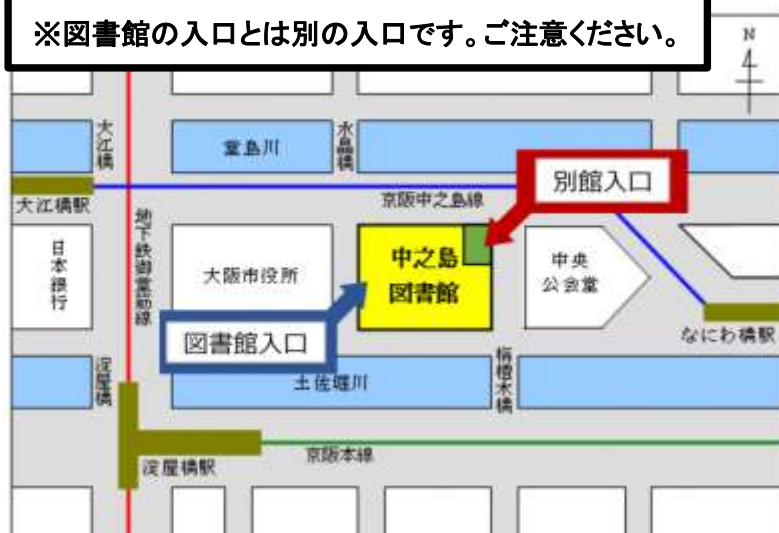 ※図書館の入口とは別の入口です。ご注意ください。
N
大江橋
堂島川
水晶橋
別館入口
大江橋駅
京阪中之島線
地下鉄御堂筋線
日本銀行
大阪市役所
中之島
図書館
中央
公会堂
図書館入口
なにわ橋駅
淀屋橋
土佐堀川
栴檀木橋
京阪本線
淀屋橋駅